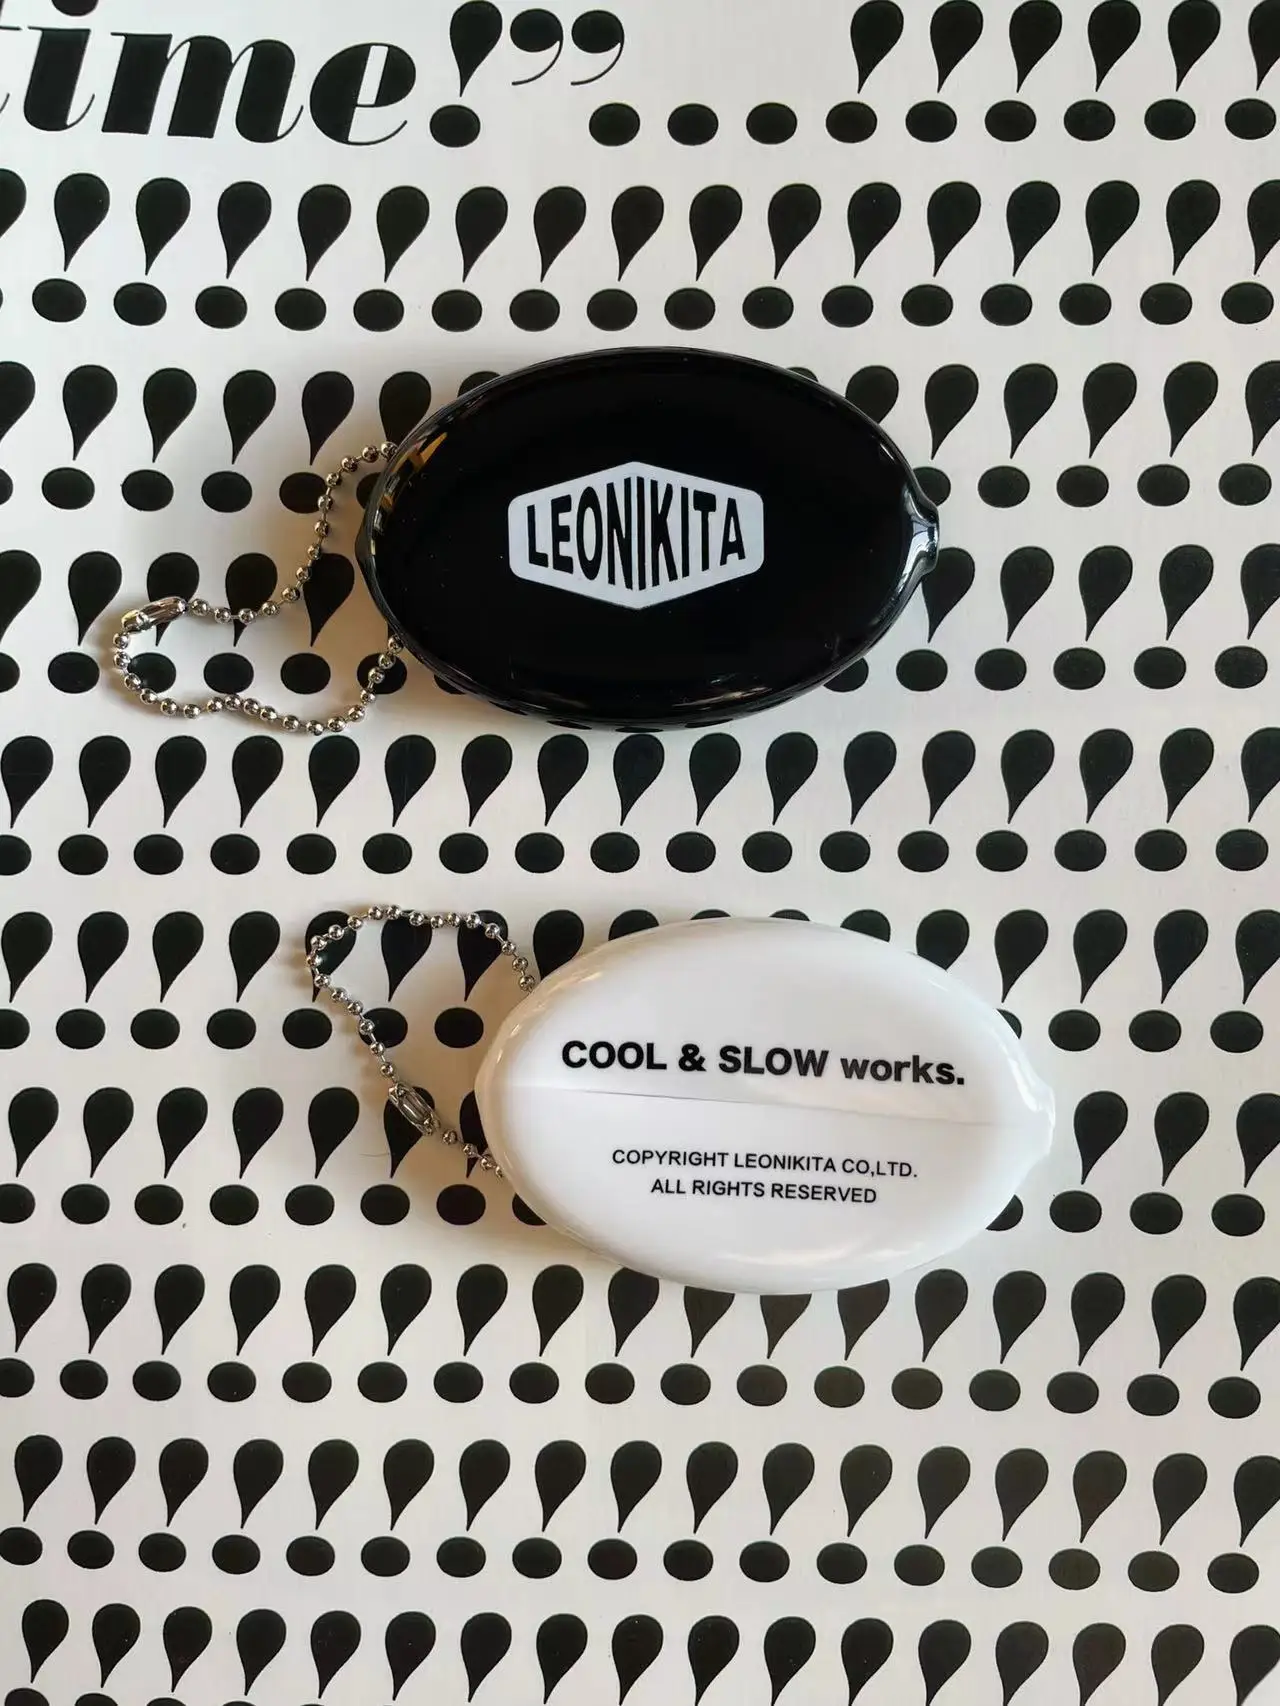 time!”
LEONIKITA
COOL & SLOW works.
COPYRIGHT LEONIKITA CO,LTD.
ALL RIGHTS RESERVED